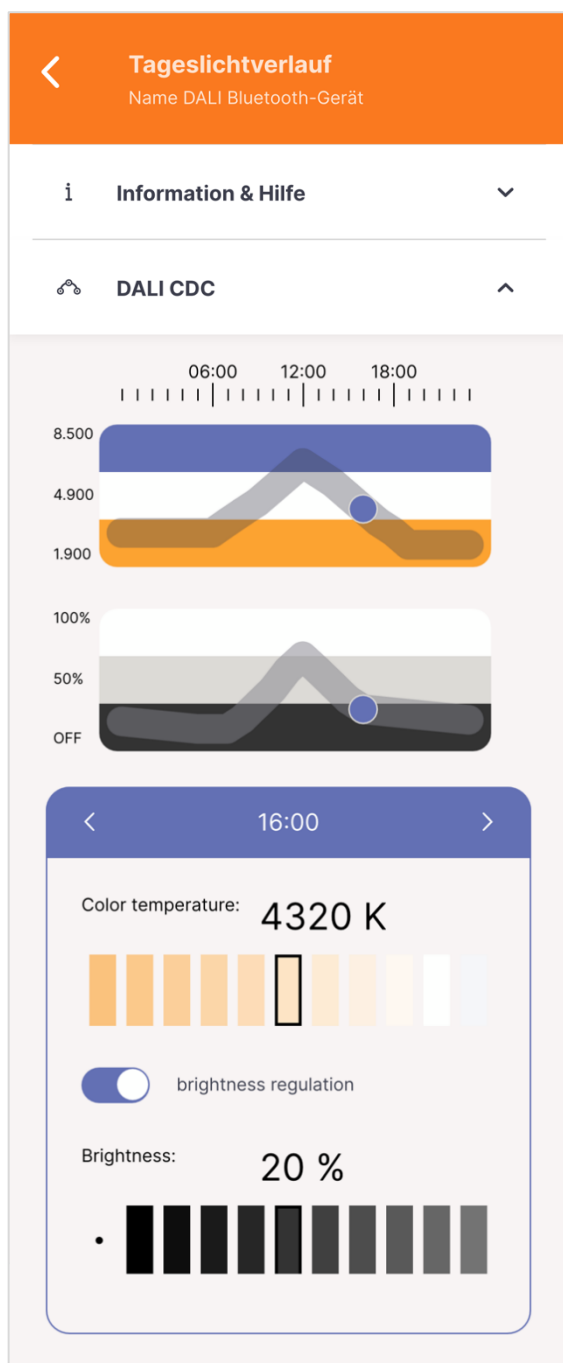 Tageslichtverlauf
Name DALI Bluetooth-Gerät
i Information & Hilfe
DALI CDC
06:00 12:00 18:00
8.500
4.900
1.900
100%
50%
OFF
16:00
Color temperature: 4320 K
brightness regulation
Brightness: 20 %